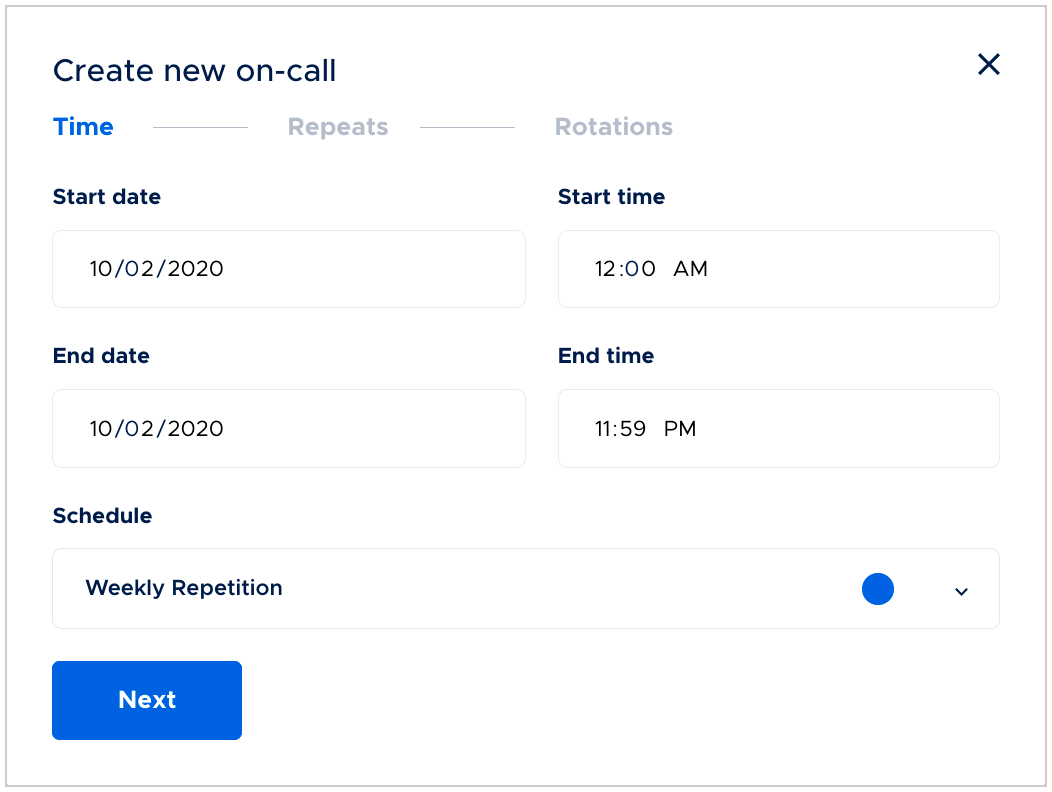 Create new on-call
Time Repeats Rotations
Start date Start time
10/02/2020 12:00 AM
End date End time
10/02/2020 11:59 PM
Schedule
Weekly Repetition
Next